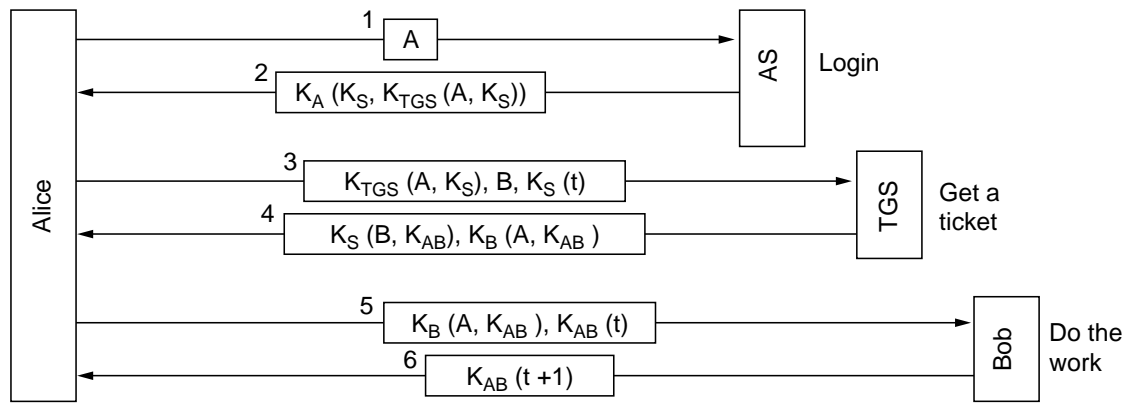 1
A
AS
Login
2
K_A (K_S, K_TGS (A, K_S))
Alice
3
K_TGS (A, K_S), B, K_S (t)
TGS
Get a
ticket
4
K_S (B, K_AB), K_B (A, K_AB )
5
K_B (A, K_AB ), K_AB (t)
Bob
Do the
work
6
K_AB (t +1)